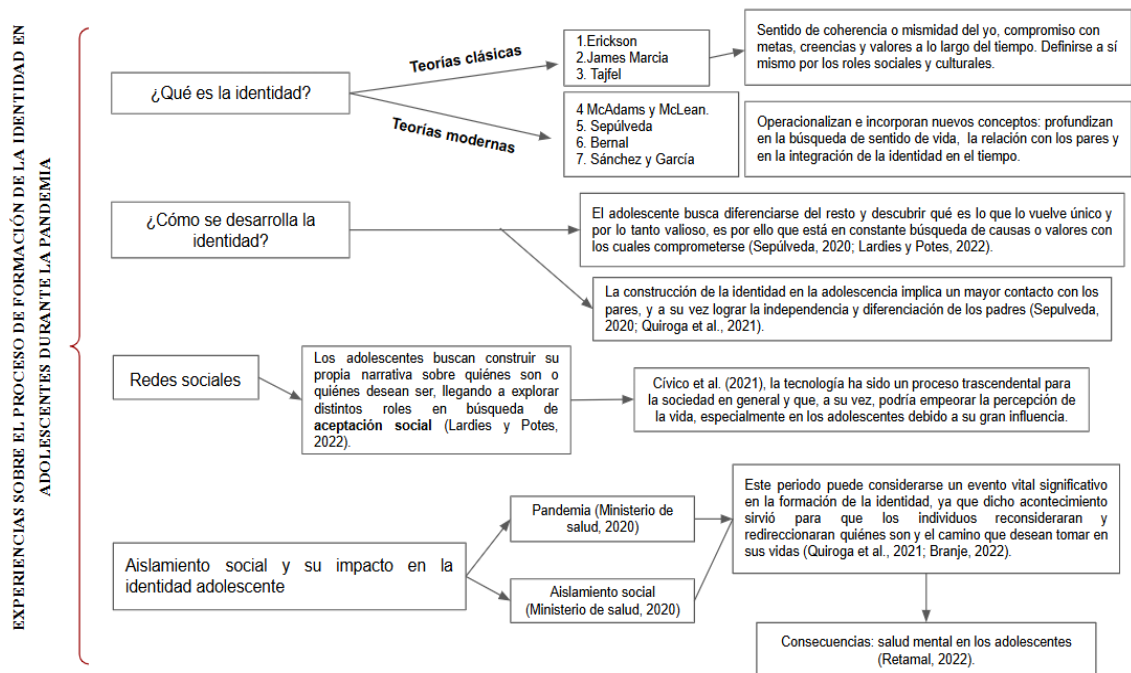 EXPERIENCIAS SOBRE EL PROCESO DE FORMACIÓN DE LA IDENTIDAD EN
ADOLESCENTES DURANTE LA PANDEMIA
¿Qué es la identidad?
Teorías clásicas
1.Erickson
2.James Marcia
3. Tajfel
Sentido de coherencia o mismidad del yo, compromiso con
metas, creencias y valores a lo largo del tiempo. Definirse a sí
mismo por los roles sociales y culturales.
Teorías modernas
4 McAdams y McLean.
5. Sepúlveda
6. Bernal
7. Sánchez y García
Operacionalizan e incorporan nuevos conceptos: profundizan
en la búsqueda de sentido de vida, la relación con los pares y
en la integración de la identidad en el tiempo.
¿Cómo se desarrolla la
identidad?
El adolescente busca diferenciarse del resto y descubrir qué es lo que lo vuelve único y
por lo tanto valioso, es por ello que está en constante búsqueda de causas o valores con
los cuales comprometerse (Sepúlveda, 2020; Lardies y Potes, 2022).
La construcción de la identidad en la adolescencia implica un mayor contacto con los
pares, y a su vez lograr la independencia y diferenciación de los padres (Sepulveda,
2020; Quiroga et al., 2021).
Redes sociales
Los adolescentes buscan construir su
propia narrativa sobre quiénes son o
quiénes desean ser, llegando a explorar
distintos roles en búsqueda de
aceptación social (Lardies y Potes,
2022).
Cívico et al. (2021), la tecnología ha sido un proceso trascendental para
la sociedad en general y que, a su vez, podría empeorar la percepción de
la vida, especialmente en los adolescentes debido a su gran influencia.
Aislamiento social y su impacto en la
identidad adolescente
Pandemia (Ministerio de
salud, 2020)
Aislamiento social
(Ministerio de salud, 2020)
Este periodo puede considerarse un evento vital significativo
en la formación de la identidad, ya que dicho acontecimiento
sirvió para que los individuos reconsideraran y
redireccionaran quiénes son y el camino que desean tomar en
sus vidas (Quiroga et al., 2021; Branje, 2022).
Consecuencias: salud mental en los adolescentes
(Retamal, 2022).